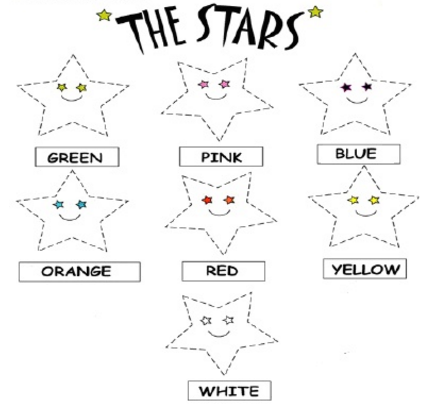 THE STARS
GREEN
PINK
BLUE
ORANGE
RED
YELLOW
WHITE